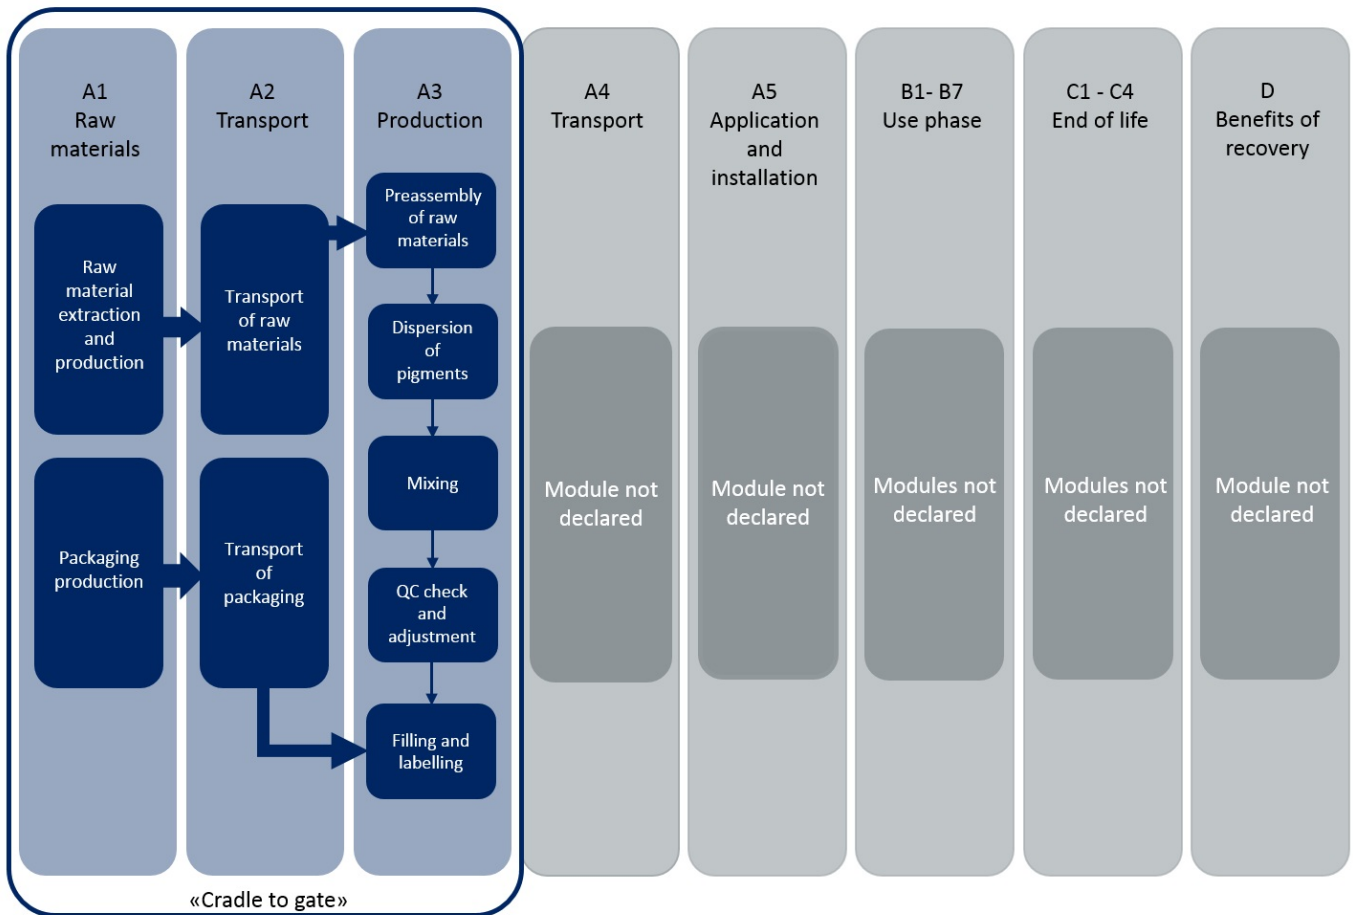 A1
Raw
materials
Raw
material
extraction
and
production
Packaging
production
A2
Transport
Transport
of raw
materials
Transport
of
packaging
A3
Production
Preassembly
of raw
materials
Dispersion
of
pigments
Mixing
QC check
and
adjustment
Filling and
labelling
«Cradle to gate»
A4
Transport
Module not
declared
A5
Application
and
installation
Module not
declared
B1- B7
Use phase
Modules not
declared
C1 - C4
End of life
Modules not
declared
D
Benefits of
recovery
Module not
declared